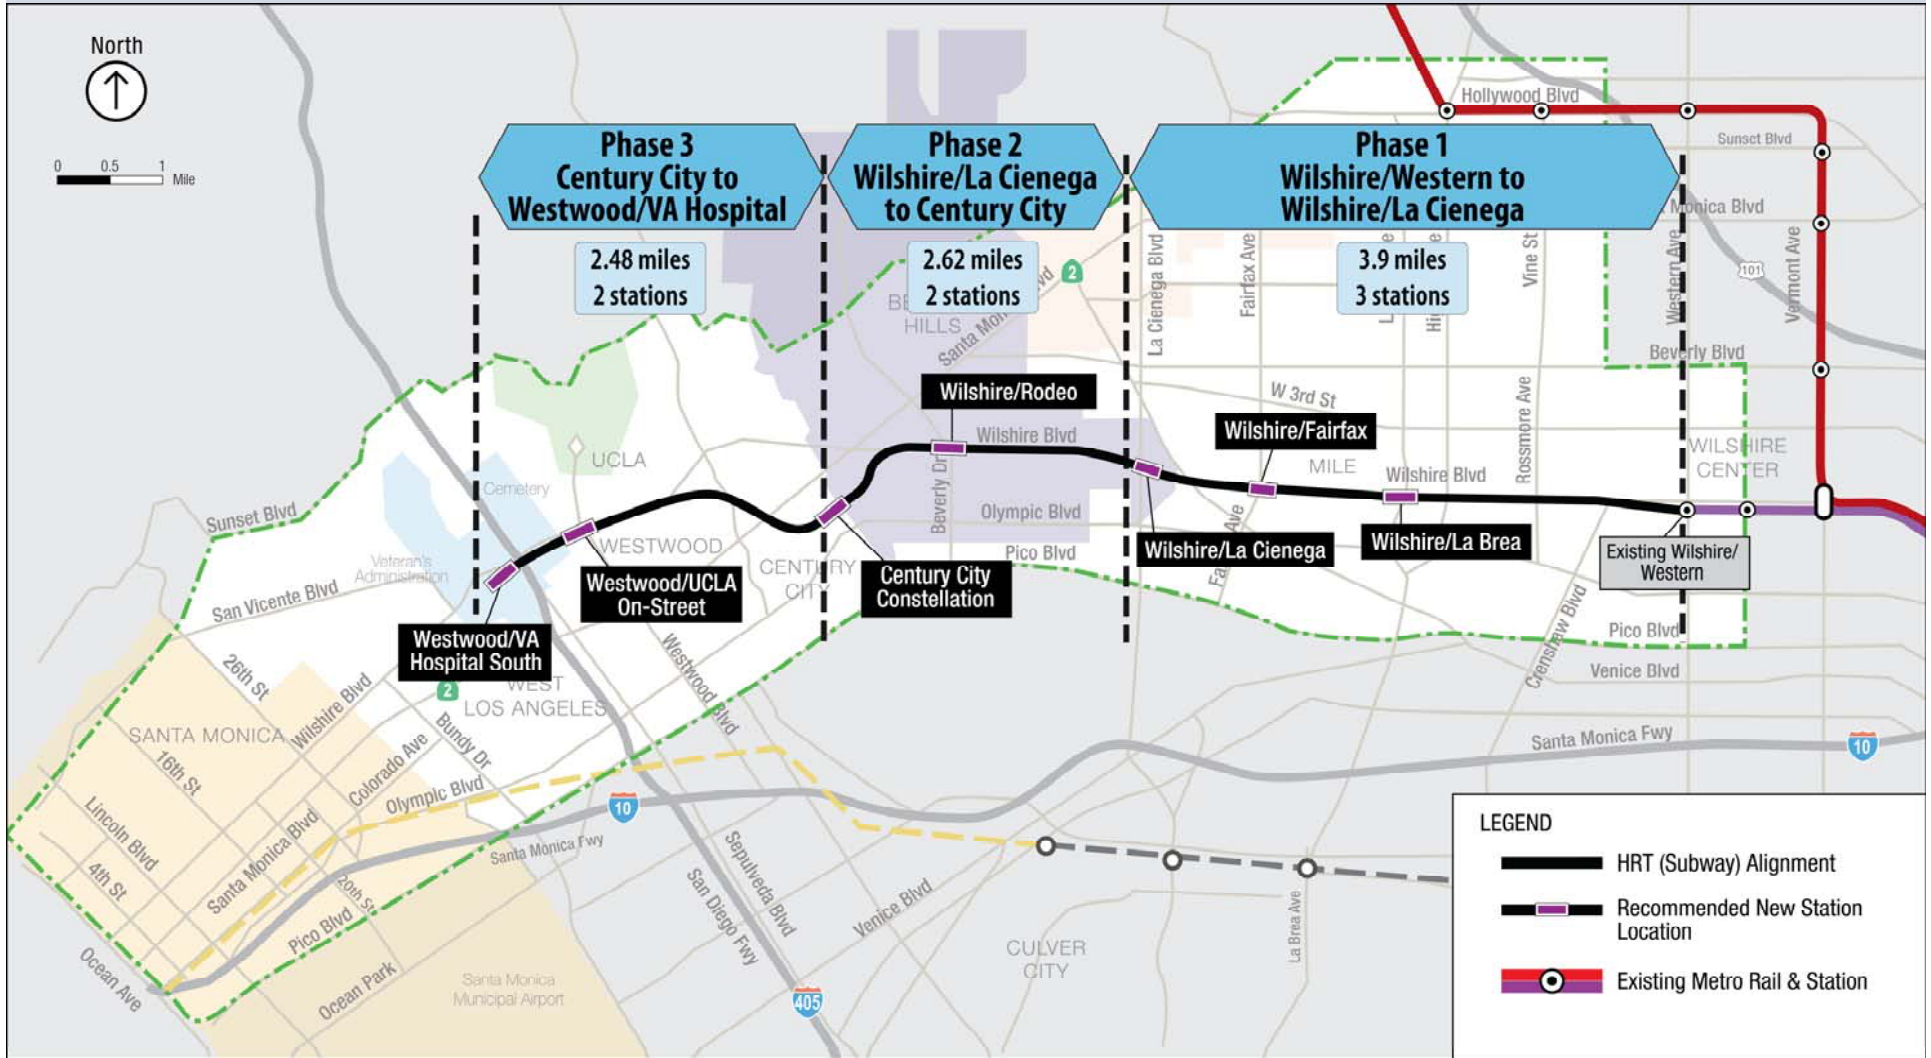 North
0 0.5 1
Mile
Phase 3
Century City to
Westwood/VA Hospital
2.48 miles
2 stations
Phase 2
Wilshire/La Cienega
to Century City
2.62 miles
2 stations
Phase 1
Wilshire/Western to
Wilshire/La Cienega
3.9 miles
3 stations
Hollywood Blvd
Sunset Blvd
Monica Blvd
101
Vermont Ave
Western Ave
Vine St
Fairfax Ave
La Cienega Blvd
2
HILLS
Beverly Blvd
W 3rd St
Rossmore Ave
WILSHIRE
CENTER
Wilshire/Rodeo
Wilshire Blvd
Wilshire/Fairfax
MILE
Wilshire Blvd
UCLA
Cemetery
Beverly Dr
Olympic Blvd
Pico Blvd
Wilshire/La Cienega
Wilshire/La Brea
Existing Wilshire/
Western
Sunset Blvd
WESTWOOD
CENTURY
CITY
Century City
Constellation
Westwood/UCLA
On-Street
Veteran's
Administration
San Vicente Blvd
Westwood/VA
Hospital South
2
WEST
LOS ANGELES
Westwood Blvd
Crenshaw Blvd
Pico Blvd
Venice Blvd
Santa Monica Fwy
10
26th St
SANTA MONICA
Wilshire Blvd
16th St
Colorado Ave
Bundy Dr
Olympic Blvd
10
Santa Monica Fwy
Lincoln Blvd
Santa Monica Blvd
4th St
20th St
Pico Blvd
Ocean Ave
Ocean Park
Santa Monica
Municipal Airport
Sepulveda Blvd
San Diego Fwy
405
Venice Blvd
CULVER
CITY
La Brea Ave
LEGEND
HRT (Subway) Alignment
Recommended New Station
Location
Existing Metro Rail & Station